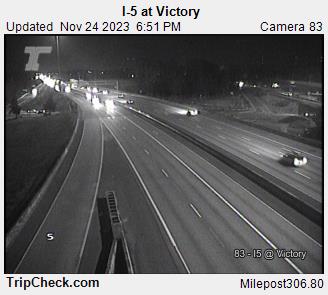 I-5 at Victory
Updated Nov 24 2023 6:51 PM Camera 83
T
S
83 - I5 @ Victory
TripCheck.com Milepost306.80